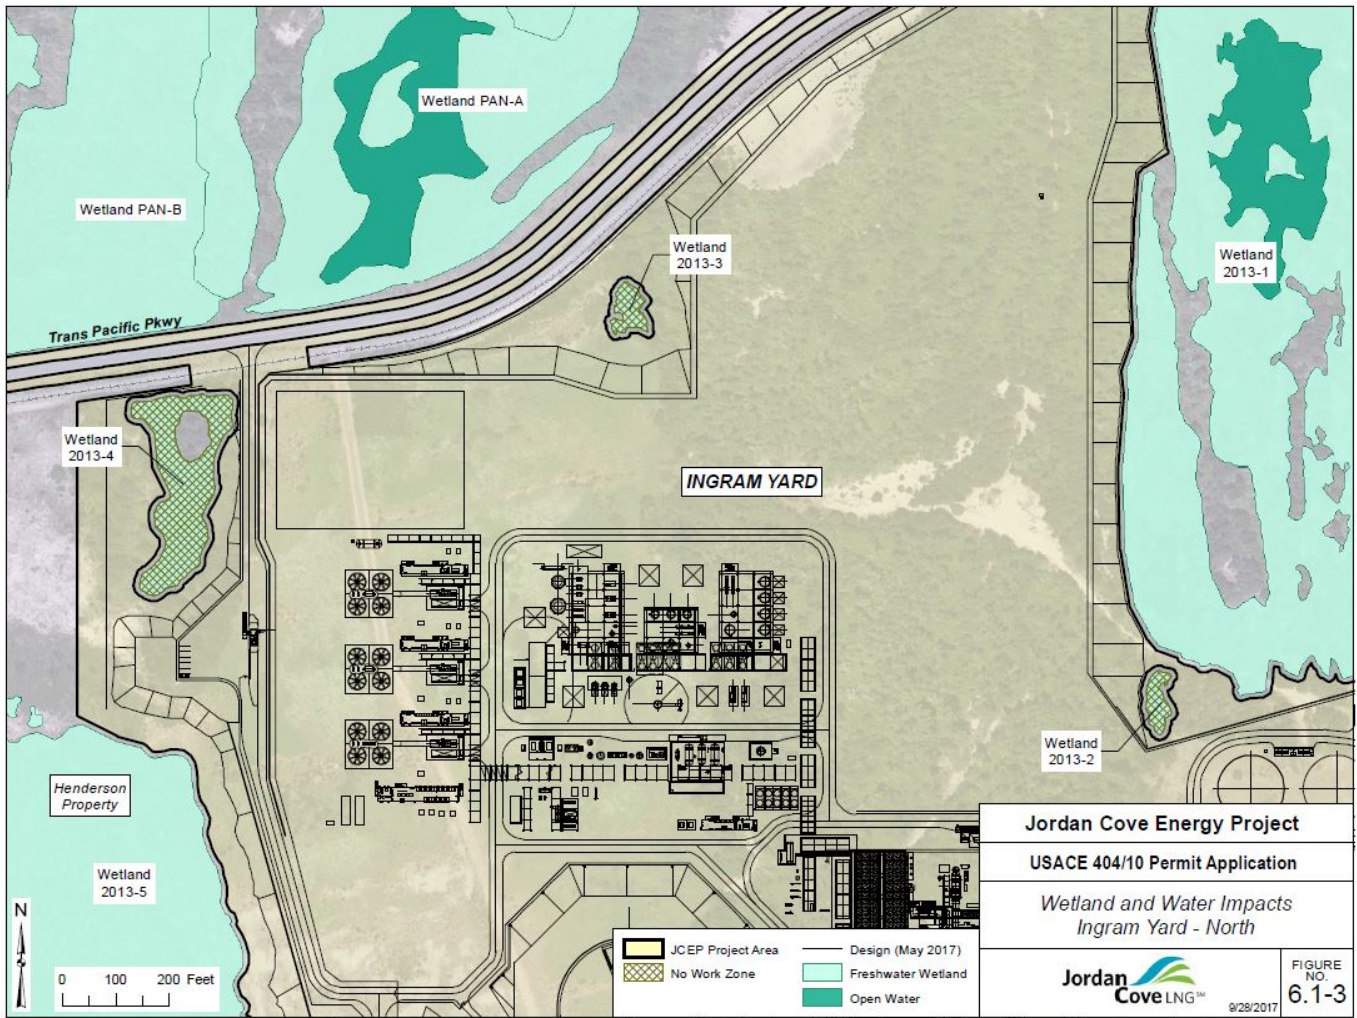 Wetland PAN-A
Wetland PAN-B
Wetland
2013-3
Wetland
2013-1
Trans Pacific Pkwy
Wetland
2013-4
INGRAM YARD
Wetland
2013-2
Henderson
Property
Wetland
2013-5
N
0 100 200 Feet
JCEP Project Area
No Work Zone
Design (May 2017)
Freshwater Wetland
Open Water
Jordan Cove Energy Project
USACE 404/10 Permit Application
Wetland and Water Impacts
Ingram Yard - North
Jordan
Cove LNG SM
9/28/2017
FIGURE
NO.
6.1-3